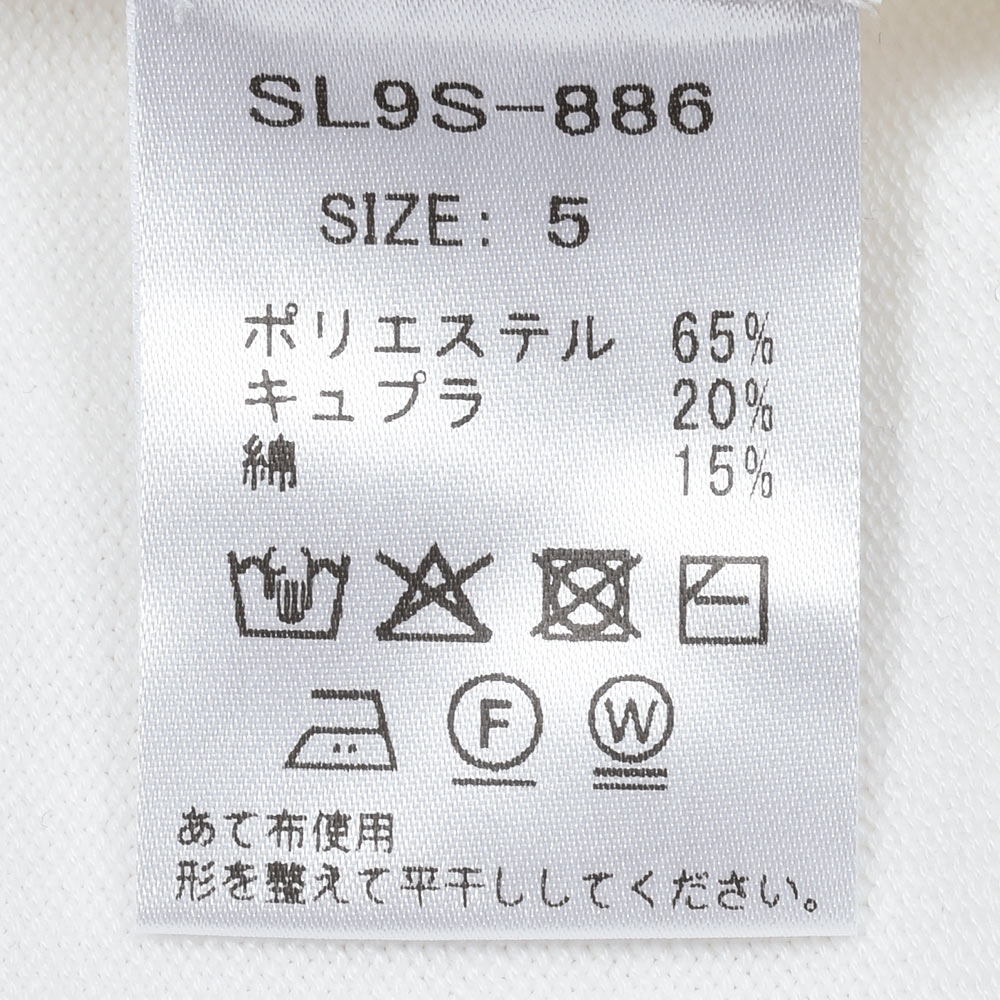 SL9S-886
SIZE: 5
ポリエステル 65%
キュプラ 20%
綿 15%
F W
あて布使用
形を整えて平干ししてください。